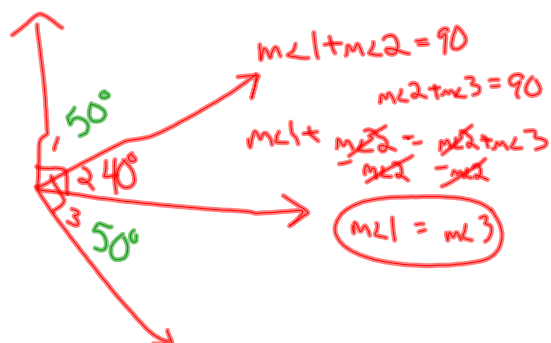 m<1+m<2=90
m<2+m<3=90
m<1+ m<2 = m<2+m<3
-m<2 -m<2
m<1 = m<3
50°
1
2 40°
3
50°